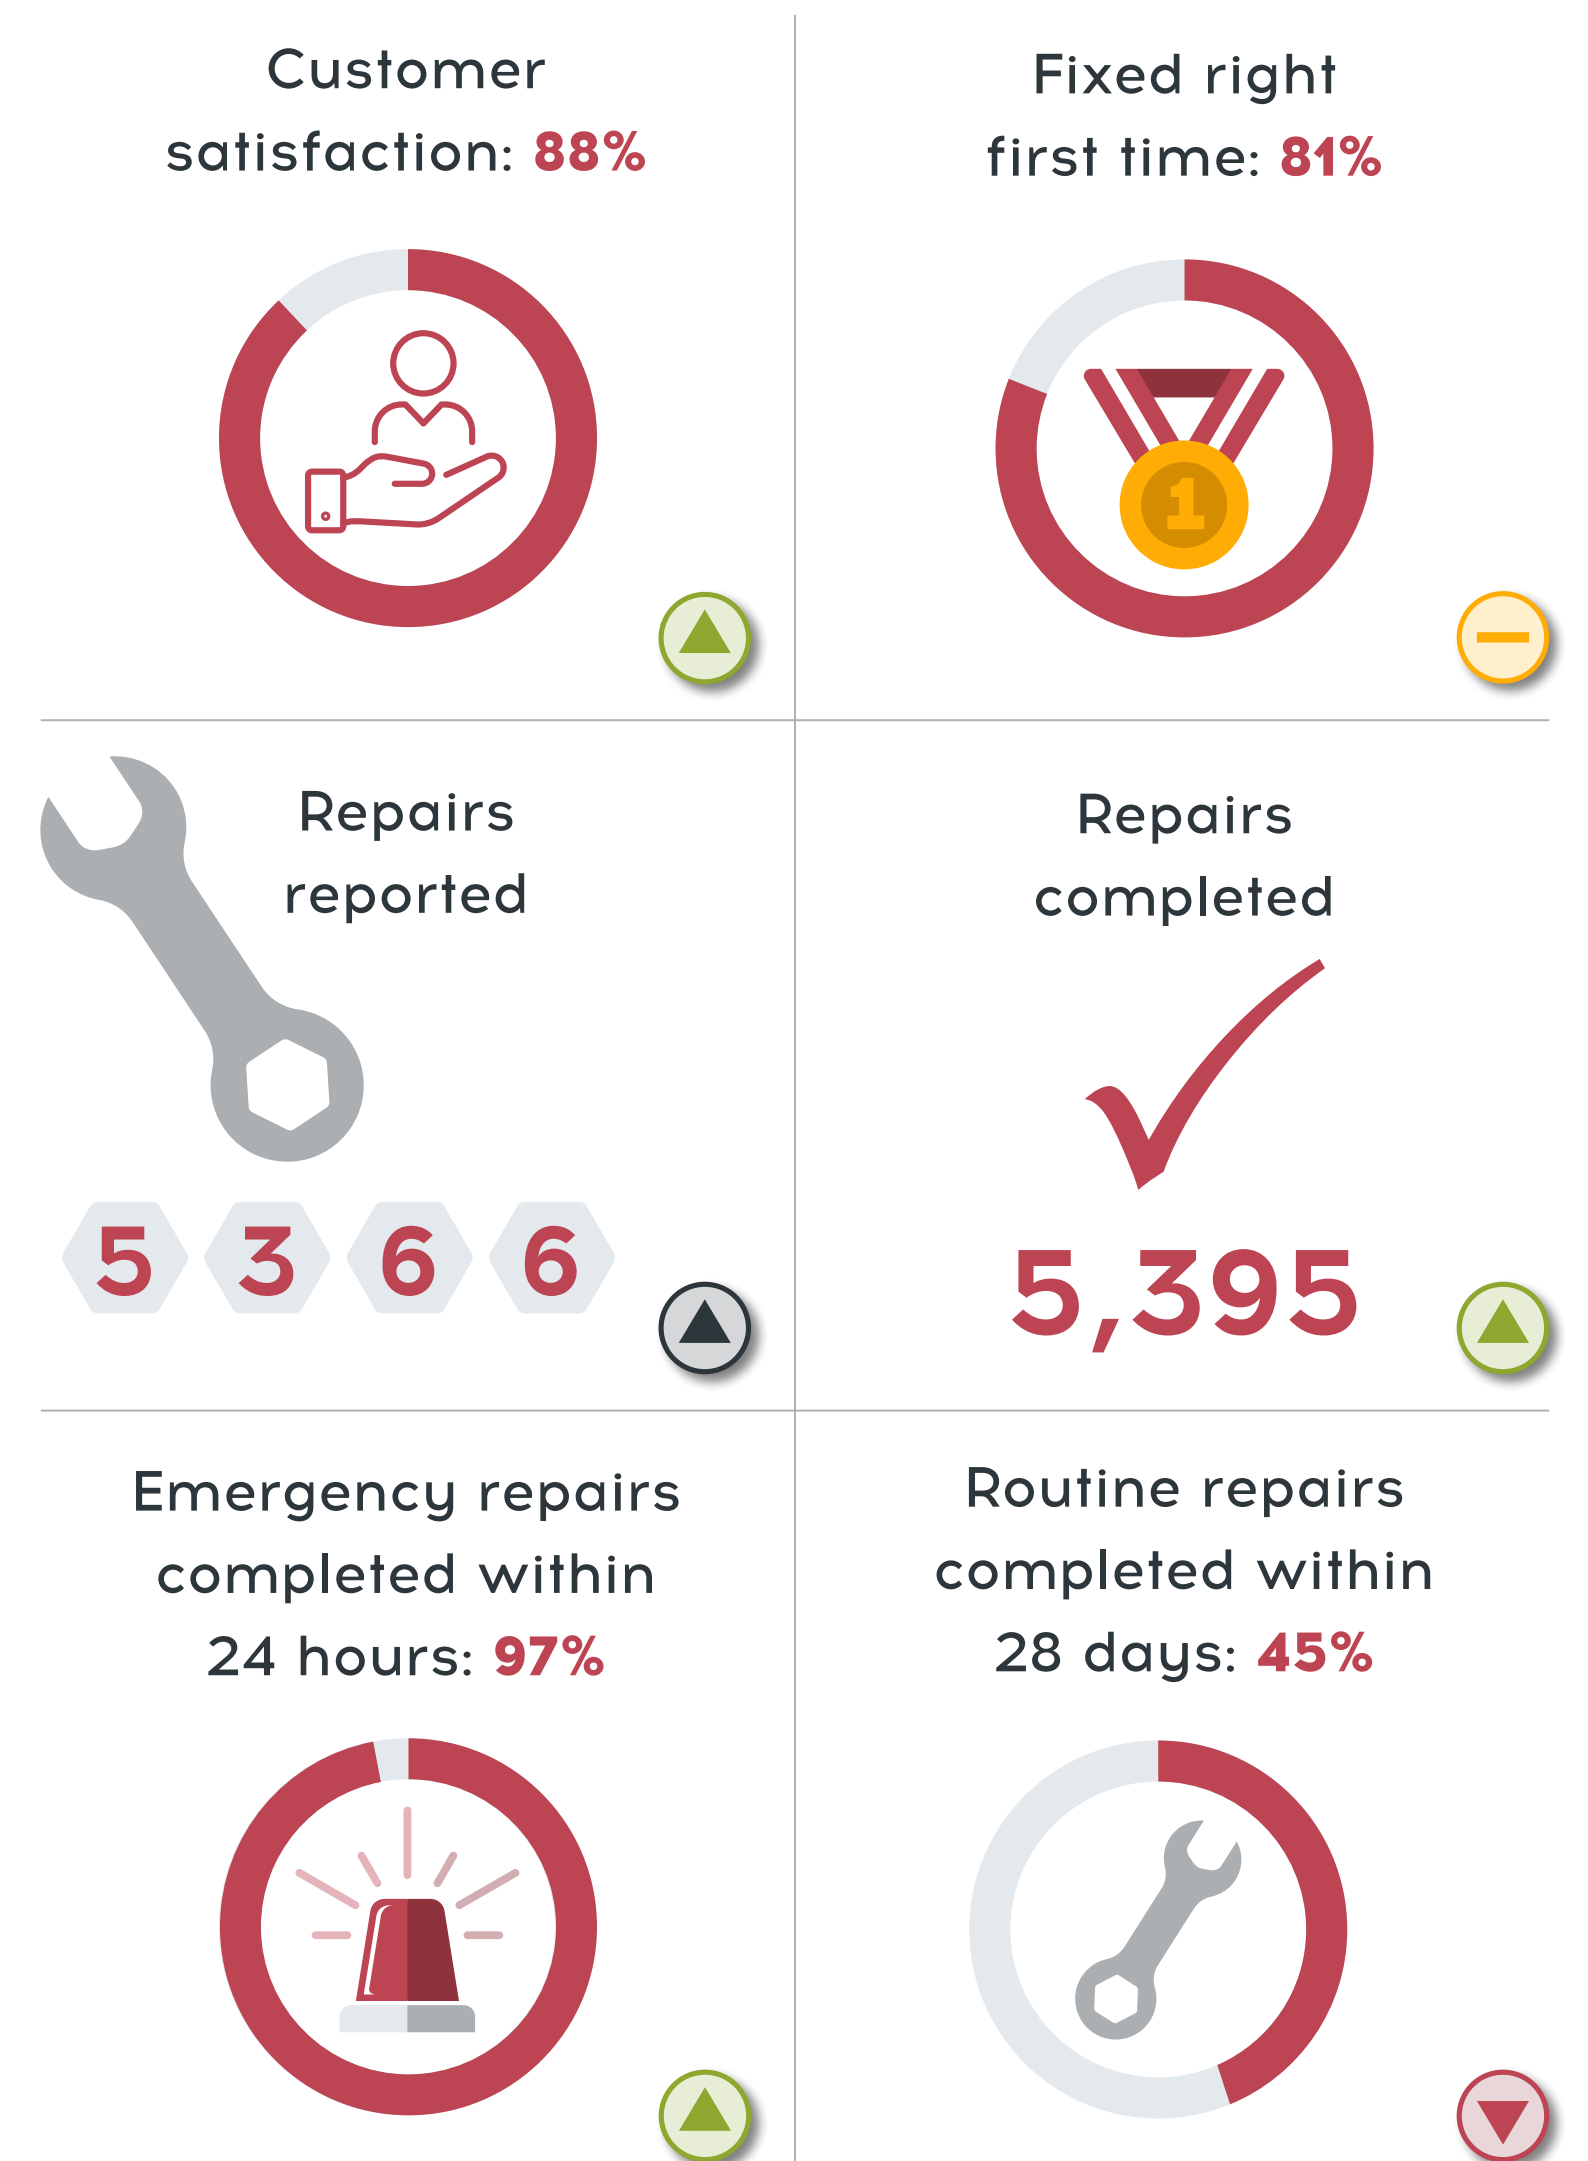 Customer
satisfaction: 88%
Fixed right
first time: 81%
1
Repairs
reported
5 3 6 6
Repairs
completed
5,395
Emergency repairs
completed within
24 hours: 97%
Routine repairs
completed within
28 days: 45%